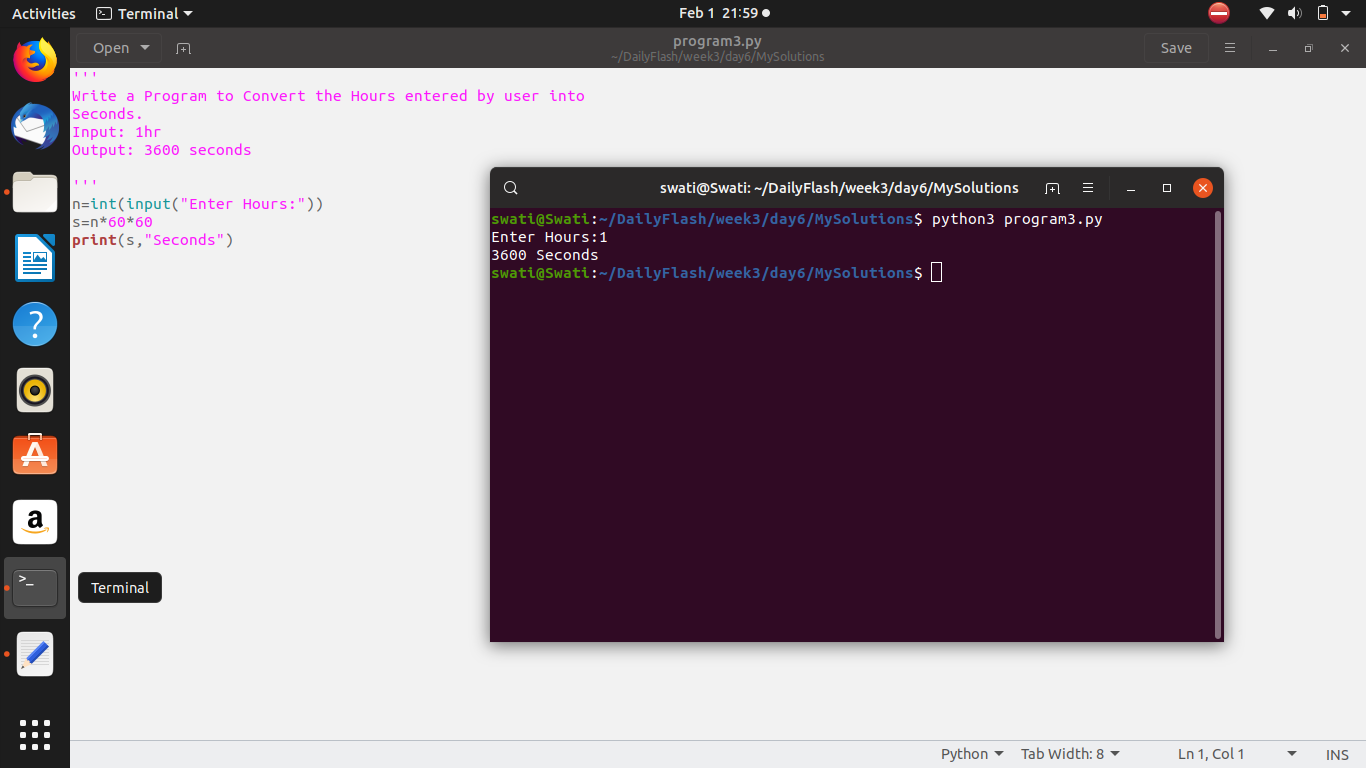 Activities
Terminal
Feb 1 21:59
Open
program3.py
~/DailyFlash/week3/day6/MySolutions
Save
'''
Write a Program to Convert the Hours entered by user into
Seconds.
Input: 1hr
Output: 3600 seconds
'''
n=int(input("Enter Hours:"))
s=n*60*60
print(s,"Seconds")
swati@Swati: ~/DailyFlash/week3/day6/MySolutions
swati@Swati:~/DailyFlash/week3/day6/MySolutions$ python3 program3.py
Enter Hours:1
3600 Seconds
swati@Swati:~/DailyFlash/week3/day6/MySolutions$
?
a
>_
Terminal
Python
Tab Width: 8
Ln 1, Col 1
INS